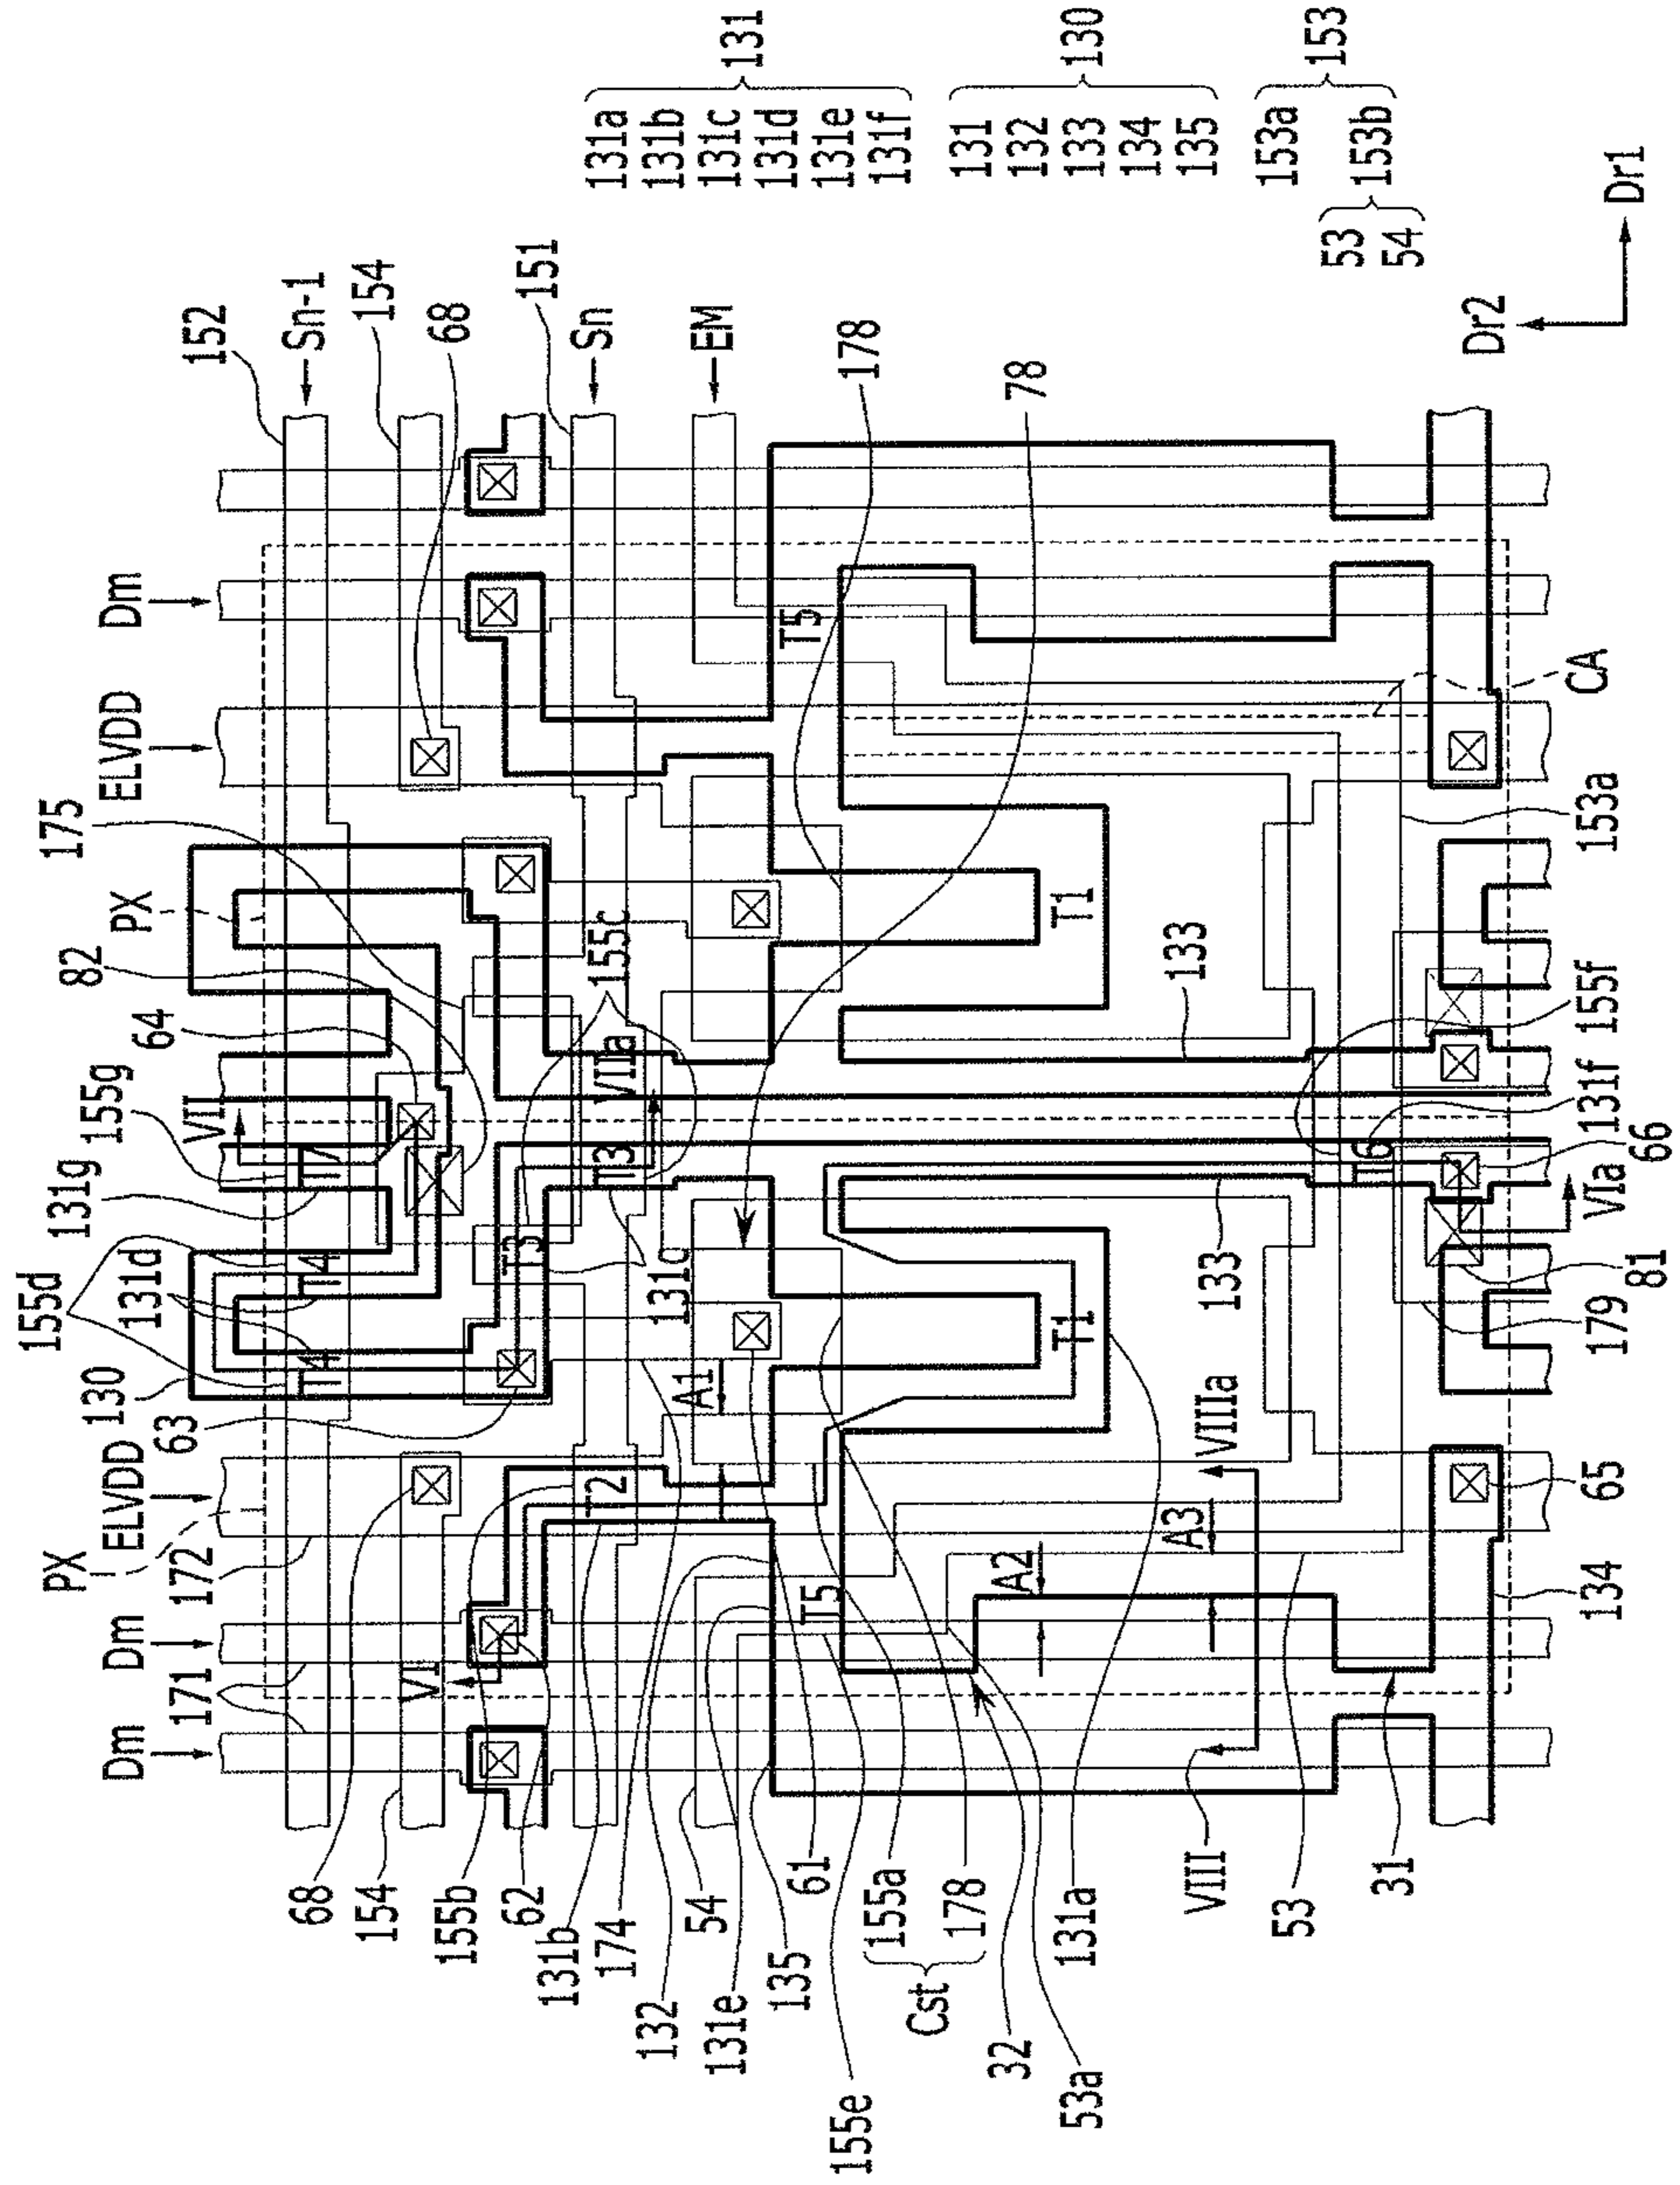 PX
175
82
130
Dm
Dm
ELVDD
PX
ELVDD
Dm
155d
131d
131g
64
171
172
63
155g
VII
152
Sn-1
T4
T4
T7
68
154
154
VI
155b
68
62
T3
151
131b
T2
T3
Sn
155c
174
VIIa
132
131c
A1
54
EM
131e
135
61
T5
T5
155e
155a
178
Cst
178
32
A2
78
53a
131a
T1
T1
A3
VIII
VIIIa
133
133
53
31
T6
155f
CA
134
179
65
81
VIa
66
131f
153a
131a
131b
131c
131d
131e
131f
131
131
132
133
134
135
130
153a
153b
153
53
54
Dr2
Dr1